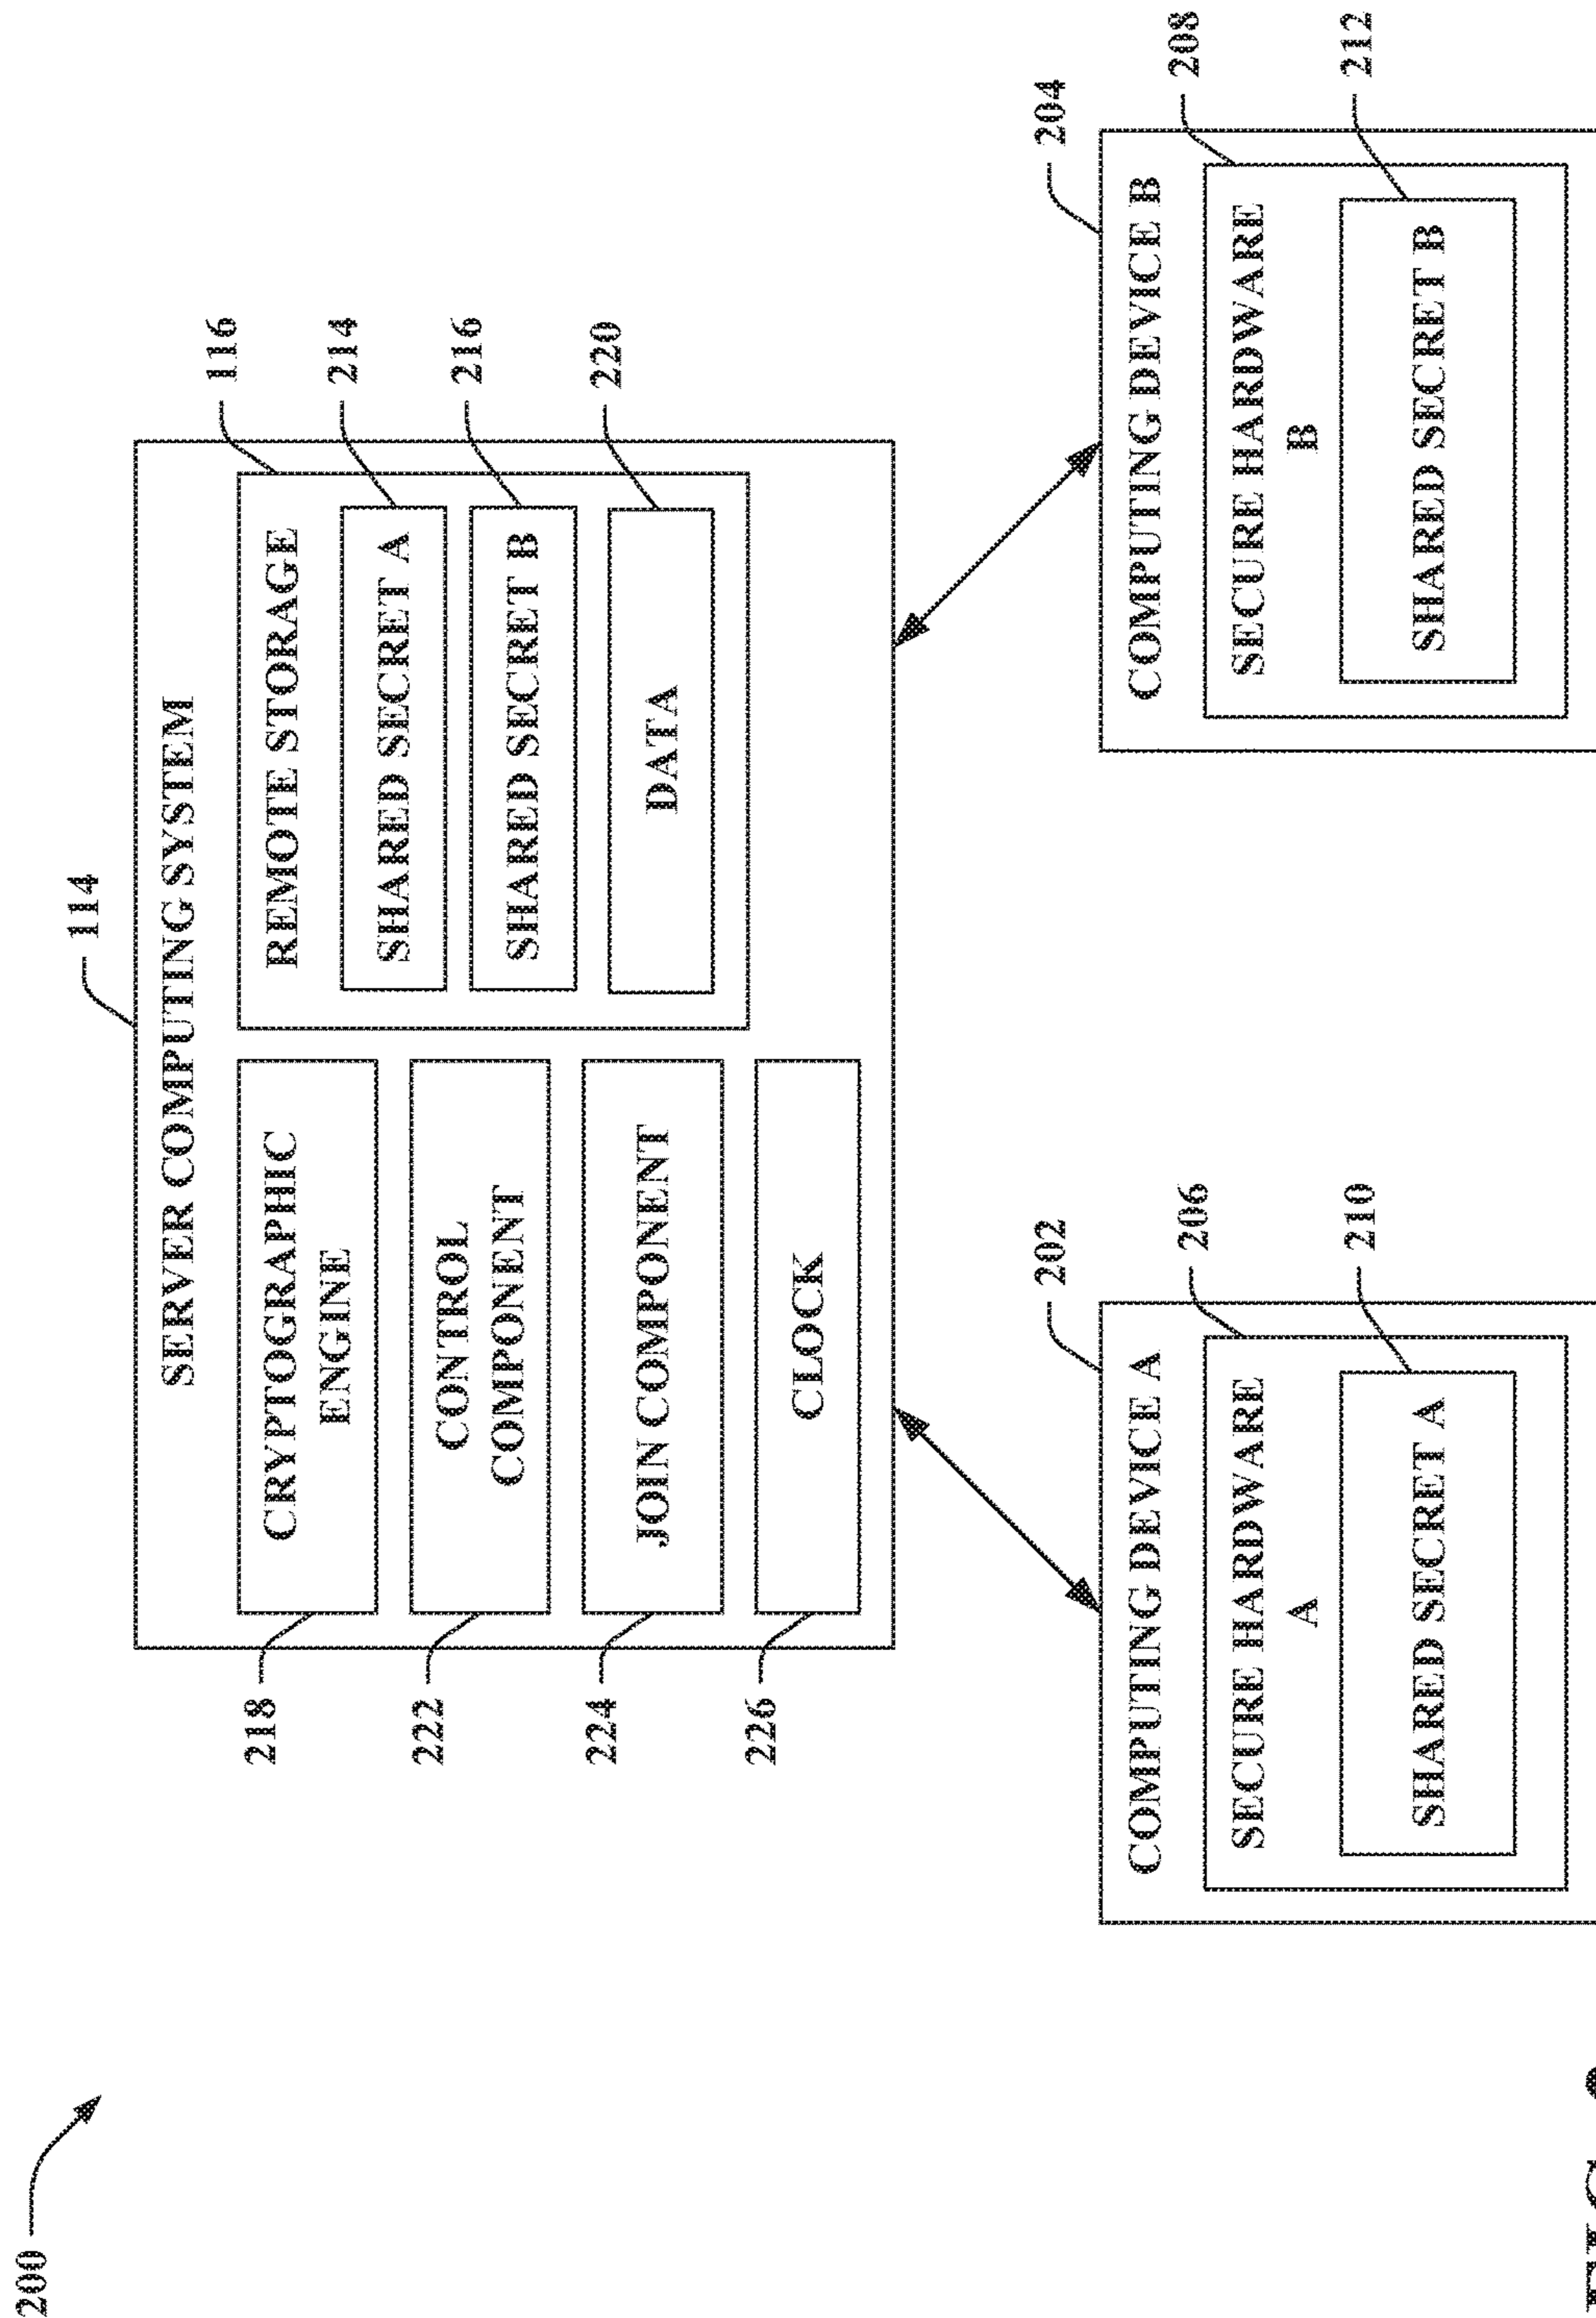 200
114
SERVER COMPUTING SYSTEM
218
CRYPTOGRAPHIC
ENGINE
222
CONTROL
COMPONENT
224
JOIN COMPONENT
226
CLOCK
REMOTE STORAGE
116
SHARED SECRET A
214
SHARED SECRET B
216
DATA
220
202
COMPUTING DEVICE A
206
SECURE HARDWARE
A
210
SHARED SECRET A
204
COMPUTING DEVICE B
208
SECURE HARDWARE
B
212
SHARED SECRET B